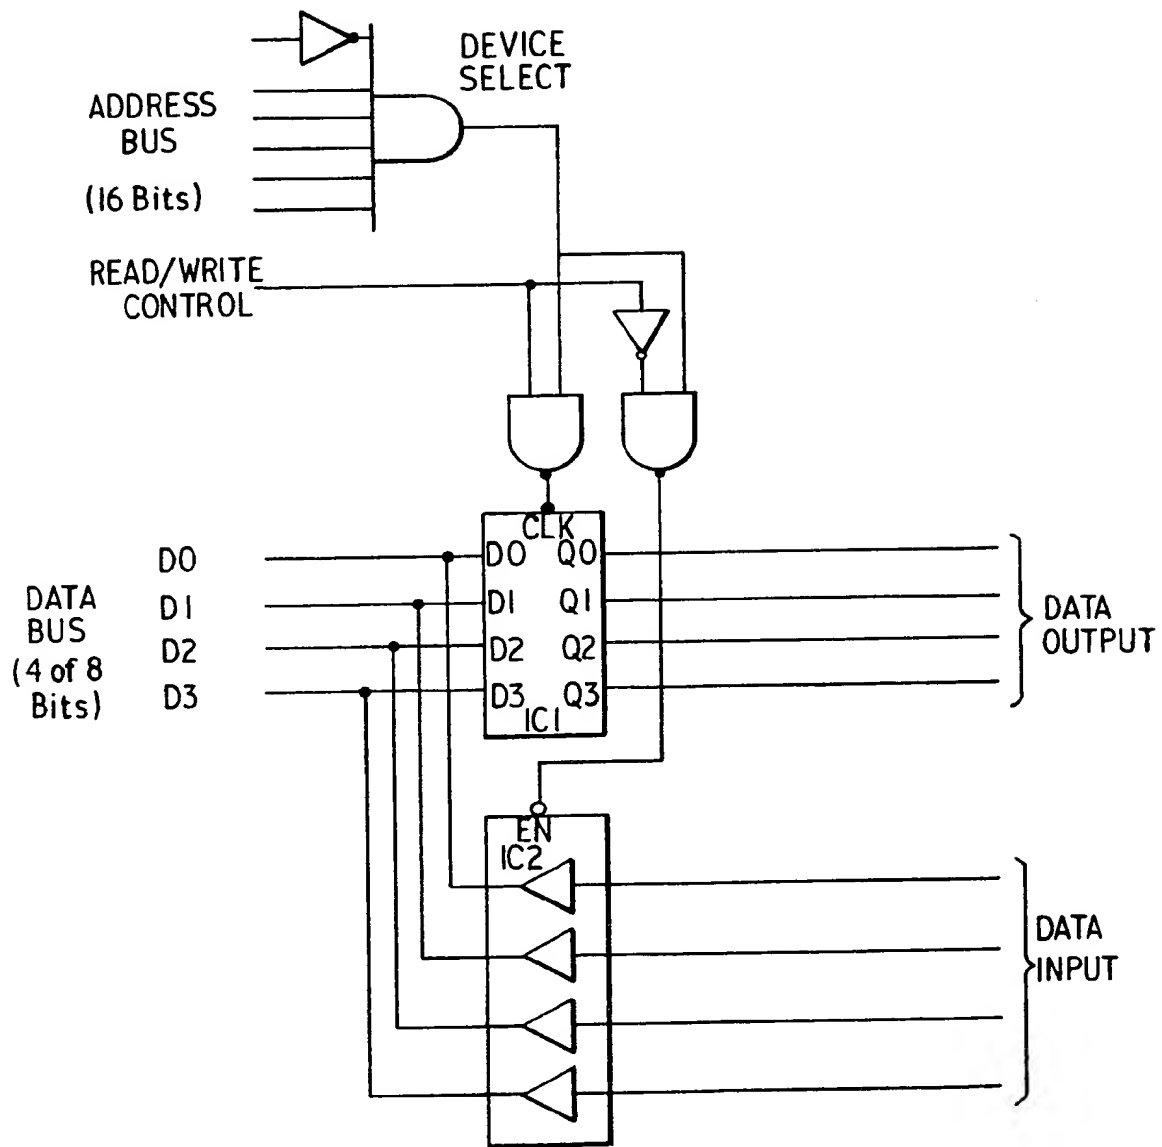 DEVICE
SELECT
ADDRESS
BUS
(16 Bits)
READ/WRITE
CONTROL
CLK
D0
D0
Q0
DATA
BUS
(4 of 8
Bits)
D1
D1
Q1
D2
D2
Q2
D3
D3
Q3
IC1
DATA
OUTPUT
EN
IC2
DATA
INPUT